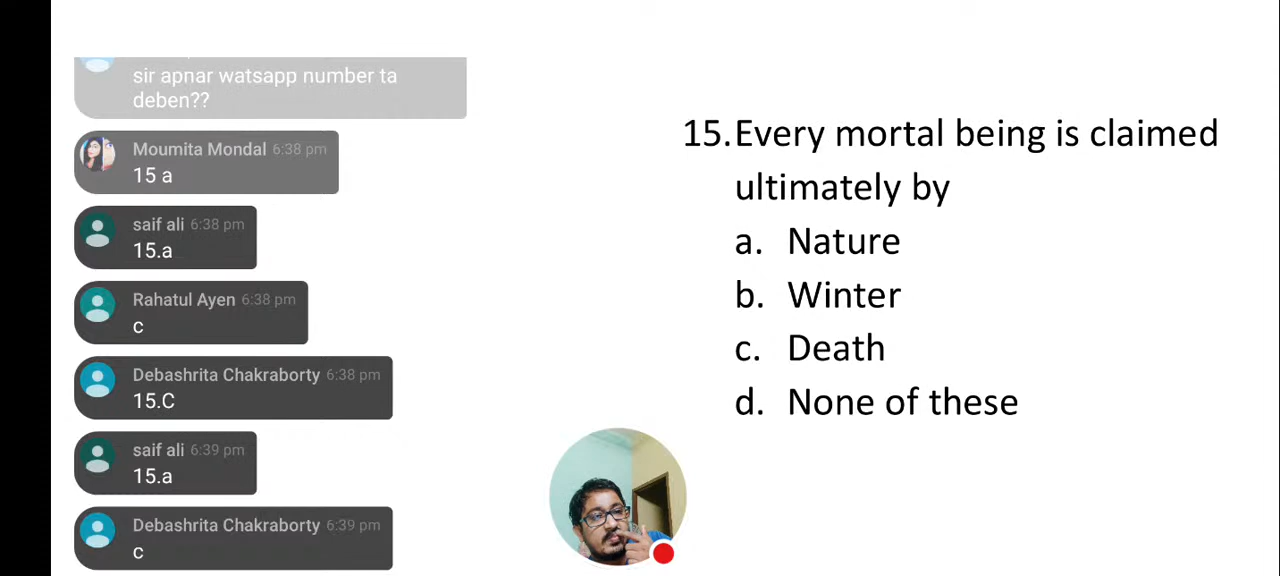 sir apnar watsapp number ta
deben??
Moumita Mondal 6:38 pm
15 a
saif ali 6:38 pm
15.a
Rahatul Ayen 6:38 pm
c
Debashrita Chakraborty 6:38 pm
15.C
saif ali 6:39 pm
15.a
Debashrita Chakraborty 6:39 pm
c
15.Every mortal being is claimed
ultimately by
a. Nature
b. Winter
c. Death
d. None of these